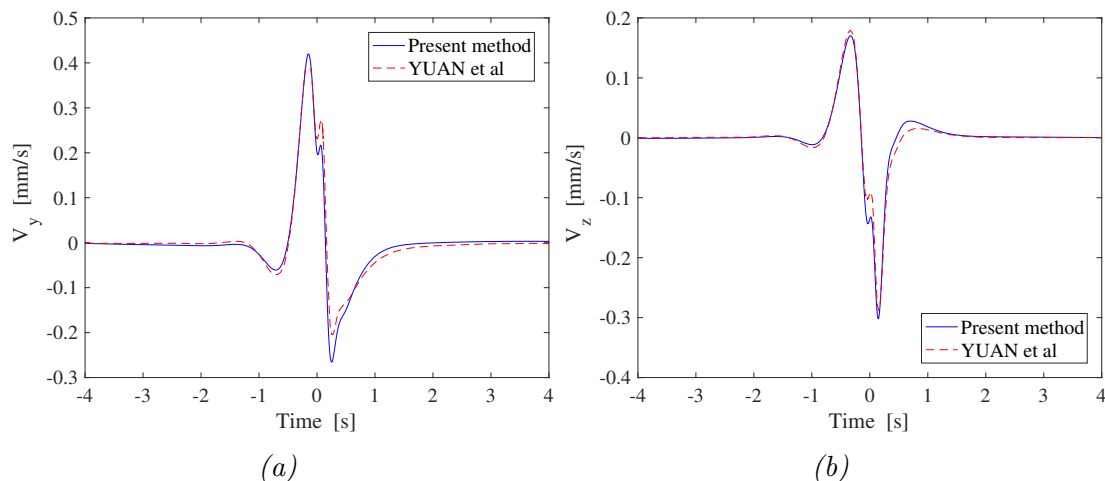 0.5
0.4
0.3
0.2
0.1
0
-0.1
-0.2
-0.3
V_y [mm/s]
-4 -3 -2 -1 0 1 2 3 4
Time [s]
Present method
YUAN et al
(a)
0.2
0.1
0
-0.1
-0.2
-0.3
-0.4
V_z [mm/s]
-4 -3 -2 -1 0 1 2 3 4
Time [s]
Present method
YUAN et al
(b)